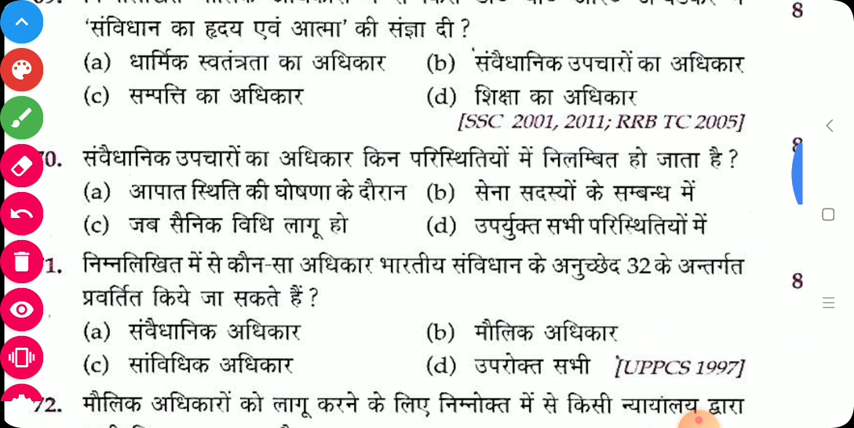 'संविधान का हृदय एवं आत्मा' की संज्ञा दी ?
8
(a) धार्मिक स्वतंत्रता का अधिकार (b) संवैधानिक उपचारों का अधिकार
(c) सम्पत्ति का अधिकार (d) शिक्षा का अधिकार
[SSC 2001, 2011; RRB TC 2005]
70. संवैधानिक उपचारों का अधिकार किन परिस्थितियों में निलम्बित हो जाता है ?
(a) आपात स्थिति की घोषणा के दौरान (b) सेना सदस्यों के सम्बन्ध में
(c) जब सैनिक विधि लागू हो (d) उपर्युक्त सभी परिस्थितियों में
71. निम्नलिखित में से कौन-सा अधिकार भारतीय संविधान के अनुच्छेद 32 के अन्तर्गत
8
प्रवर्तित किये जा सकते हैं ?
(a) संवैधानिक अधिकार (b) मौलिक अधिकार
(c) सांविधिक अधिकार (d) उपरोक्त सभी [UPPCS 1997]
72. मौलिक अधिकारों को लागू करने के लिए निम्नोक्त में से किसी न्यायालय द्वारा